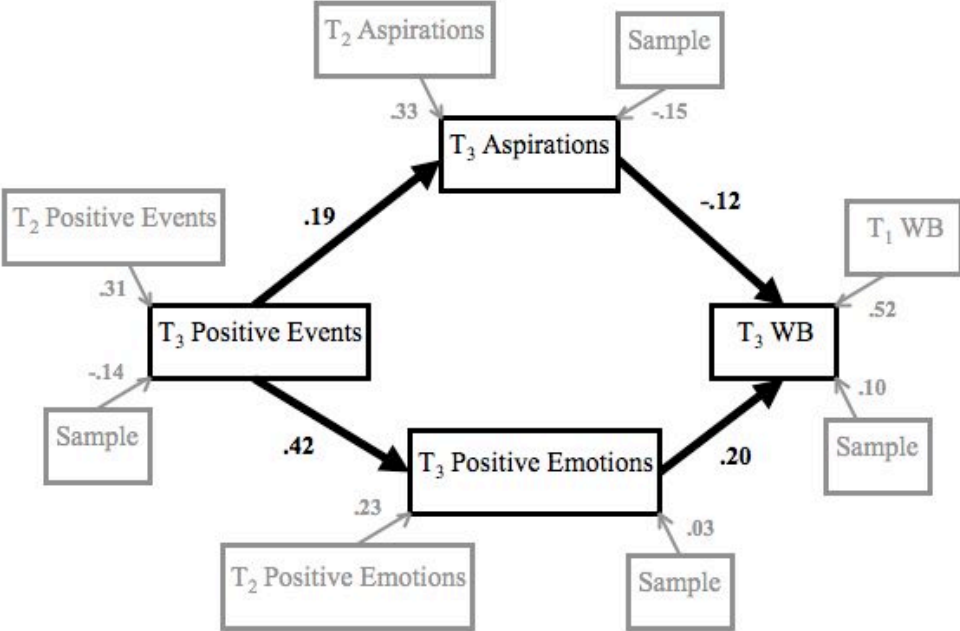 T₂ Aspirations
Sample
.33
-.15
T₃ Aspirations
T₂ Positive Events
.19
-.12
T₁ WB
.31
.52
T₃ Positive Events
T₃ WB
-.14
.10
Sample
.42
T₃ Positive Emotions
.20
Sample
.23
.03
T₂ Positive Emotions
Sample